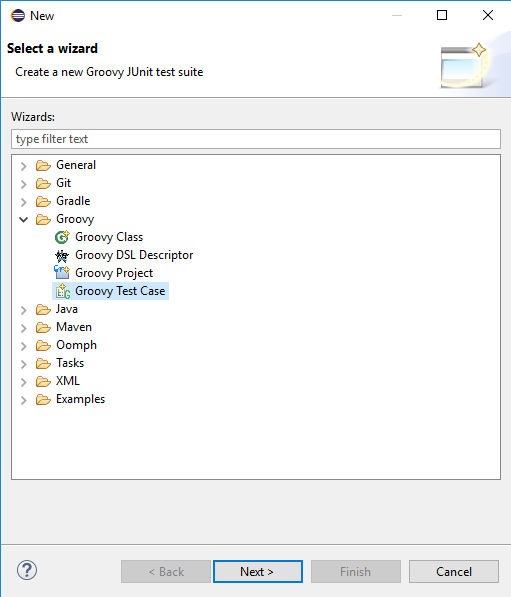 New
Select a wizard
Create a new Groovy JUnit test suite
Wizards:
type filter text
General
Git
Gradle
Groovy
Groovy Class
Groovy DSL Descriptor
Groovy Project
Groovy Test Case
Java
Maven
Oomph
Tasks
XML
Examples
? < Back Next > Finish Cancel